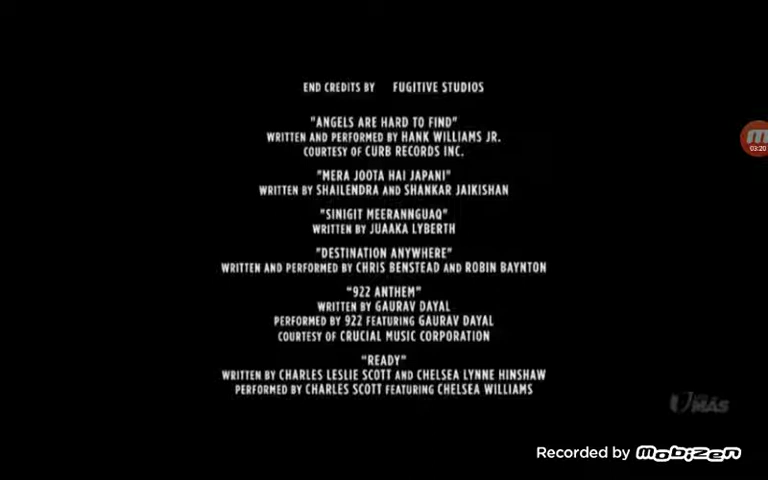 END CREDITS BY FUGITIVE STUDIOS
"ANGELS ARE HARD TO FIND"
WRITTEN AND PERFORMED BY HANK WILLIAMS JR.
COURTESY OF CURB RECORDS INC.
"MERA JOOTA HAI JAPANI"
WRITTEN BY SHAILENDRA AND SHANKAR JAIKISHAN
"SINIGIT MEERANNGUAQ"
WRITTEN BY JUAAKA LYBERTH
"DESTINATION ANYWHERE"
WRITTEN AND PERFORMED BY CHRIS BENSTEAD AND ROBIN BAYNTON
"922 ANTHEM"
WRITTEN BY GAURAV DAYAL
PERFORMED BY 922 FEATURING GAURAV DAYAL
COURTESY OF CRUCIAL MUSIC CORPORATION
"READY"
WRITTEN BY CHARLES LESLIE SCOTT AND CHELSEA LYNNE HINSHAW
PERFORMED BY CHARLES SCOTT FEATURING CHELSEA WILLIAMS
03:20
MÁS
Recorded by mobizen